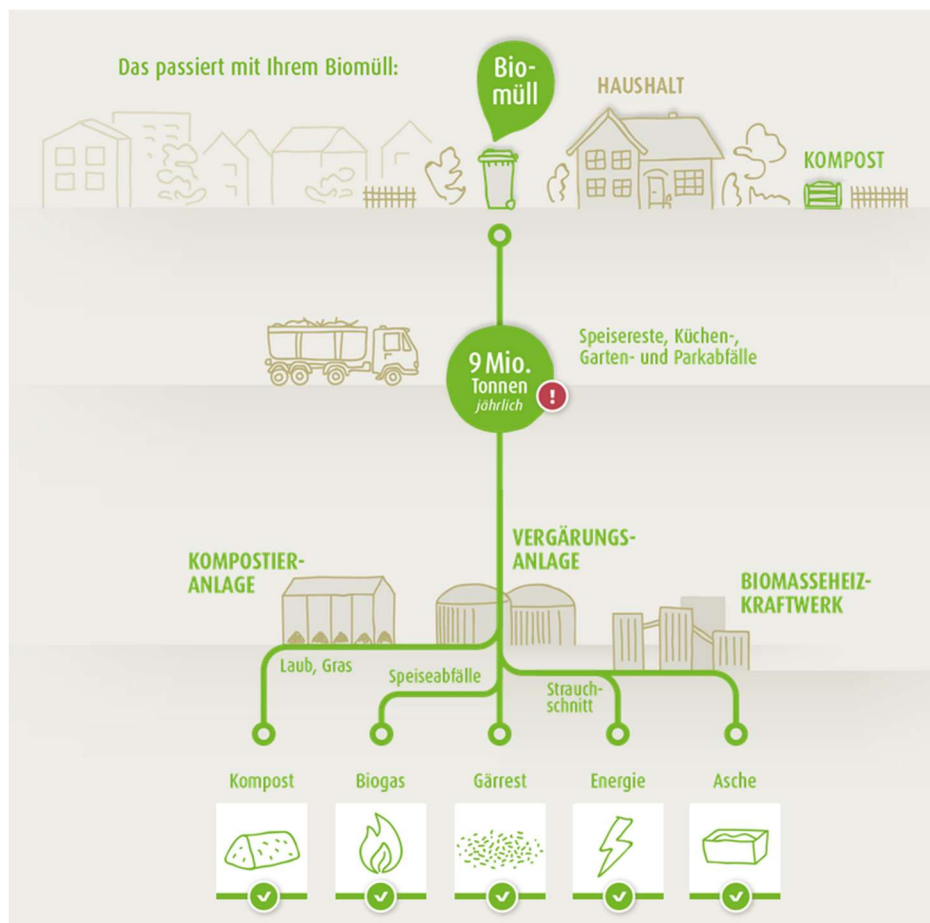 Das passiert mit Ihrem Biomüll:
Bio-
müll
HAUSHALT
KOMPOST
9 Mio.
Tonnen
jährlich
!
Speisereste, Küchen-,
Garten- und Parkabfälle
KOMPOSTIER-
ANLAGE
VERGÄRUNGS-
ANLAGE
BIOMASSEHEIZ-
KRAFTWERK
Laub, Gras
Speiseabfälle
Strauch-
schnitt
Kompost
Biogas
Gärrest
Energie
Asche